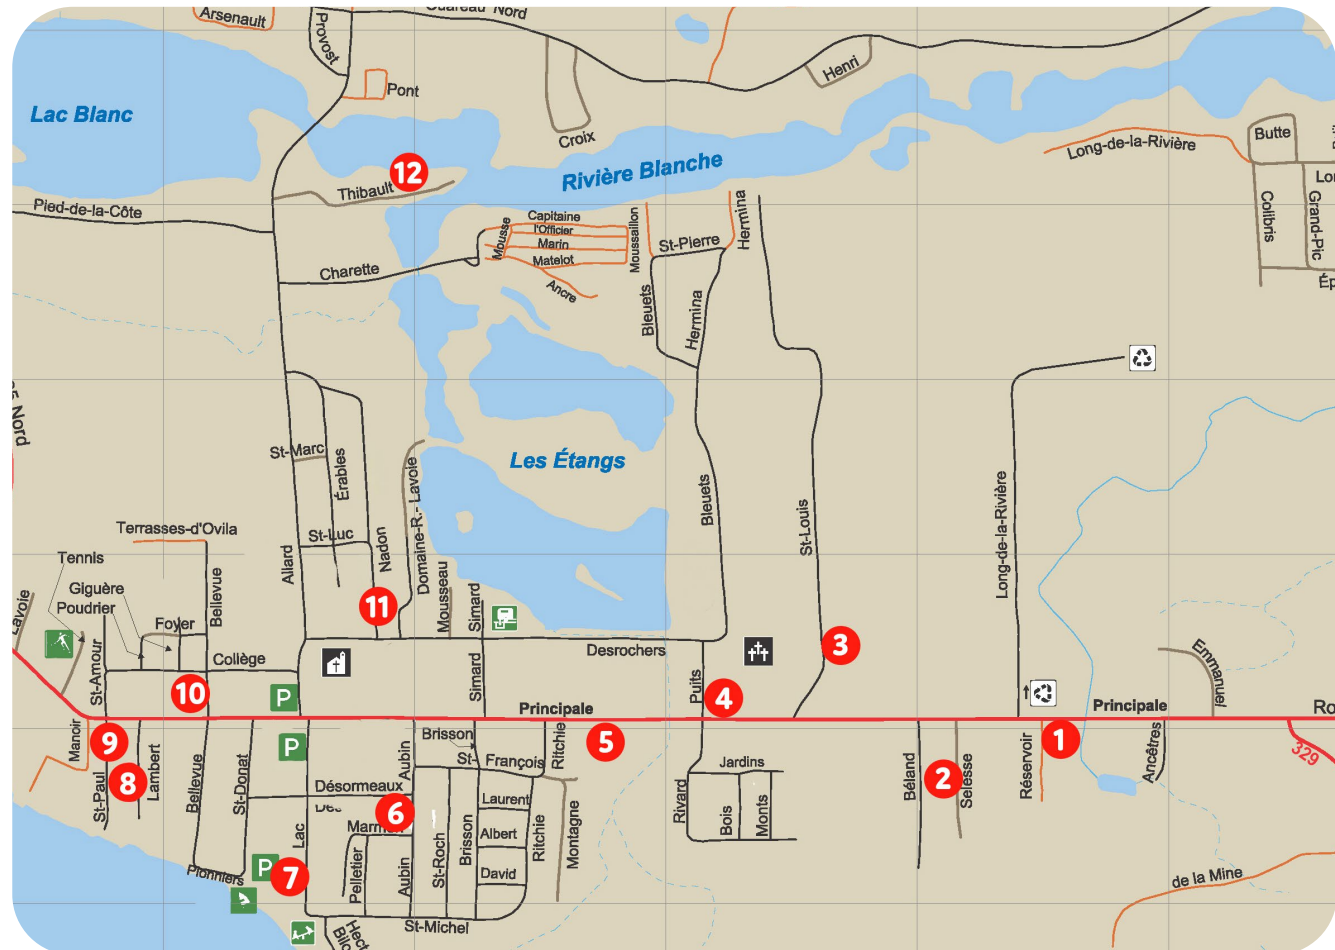 Arsenault
Provost
Ouareau Nord
Henri
Pont
Croix
Lac Blanc
Rivière Blanche
Long-de-la-Rivière
Butte
Lo
Colibris
Grand-Pic
Ép
12
Thibault
Pied-de-la-Côte
Charette
Mousse
Capitaine
l'Officier
Marin
Matelot
Ancre
Moussaillon
St-Pierre
Hermina
Bleuets
Hermina
Nord
St-Marc
Érables
Domaine-R.- Lavoie
Les Étangs
Bleuets
St-Louis
Long-de-la-Rivière
Terrasses-d'Ovila
St-Luc
Allard
Nadon
Tennis
Giguère
Poudrier
Lavoie
Bellevue
Foyer
11
Mousseau
Simard
Desrochers
3
St-Amour
Collège
Emmanuel
10
P
Simard
Puits
4
Principale
Principale
Ro
Manoir
9
P
Aubin
Brisson
St-
François
Ritchie
5
Jardins
1
Ancêtres
329
St-Paul
8
Lambert
Bellevue
St-Donat
Désormeaux
Béland
2
Selesse
Réservoir
6
Laurent
Lac
Rivard
Bois
Monts
Albert
St-Roch
Brisson
Ritchie
Montagne
P
7
Pelletier
Aubin
David
de la Mine
Pionniers
St-Michel